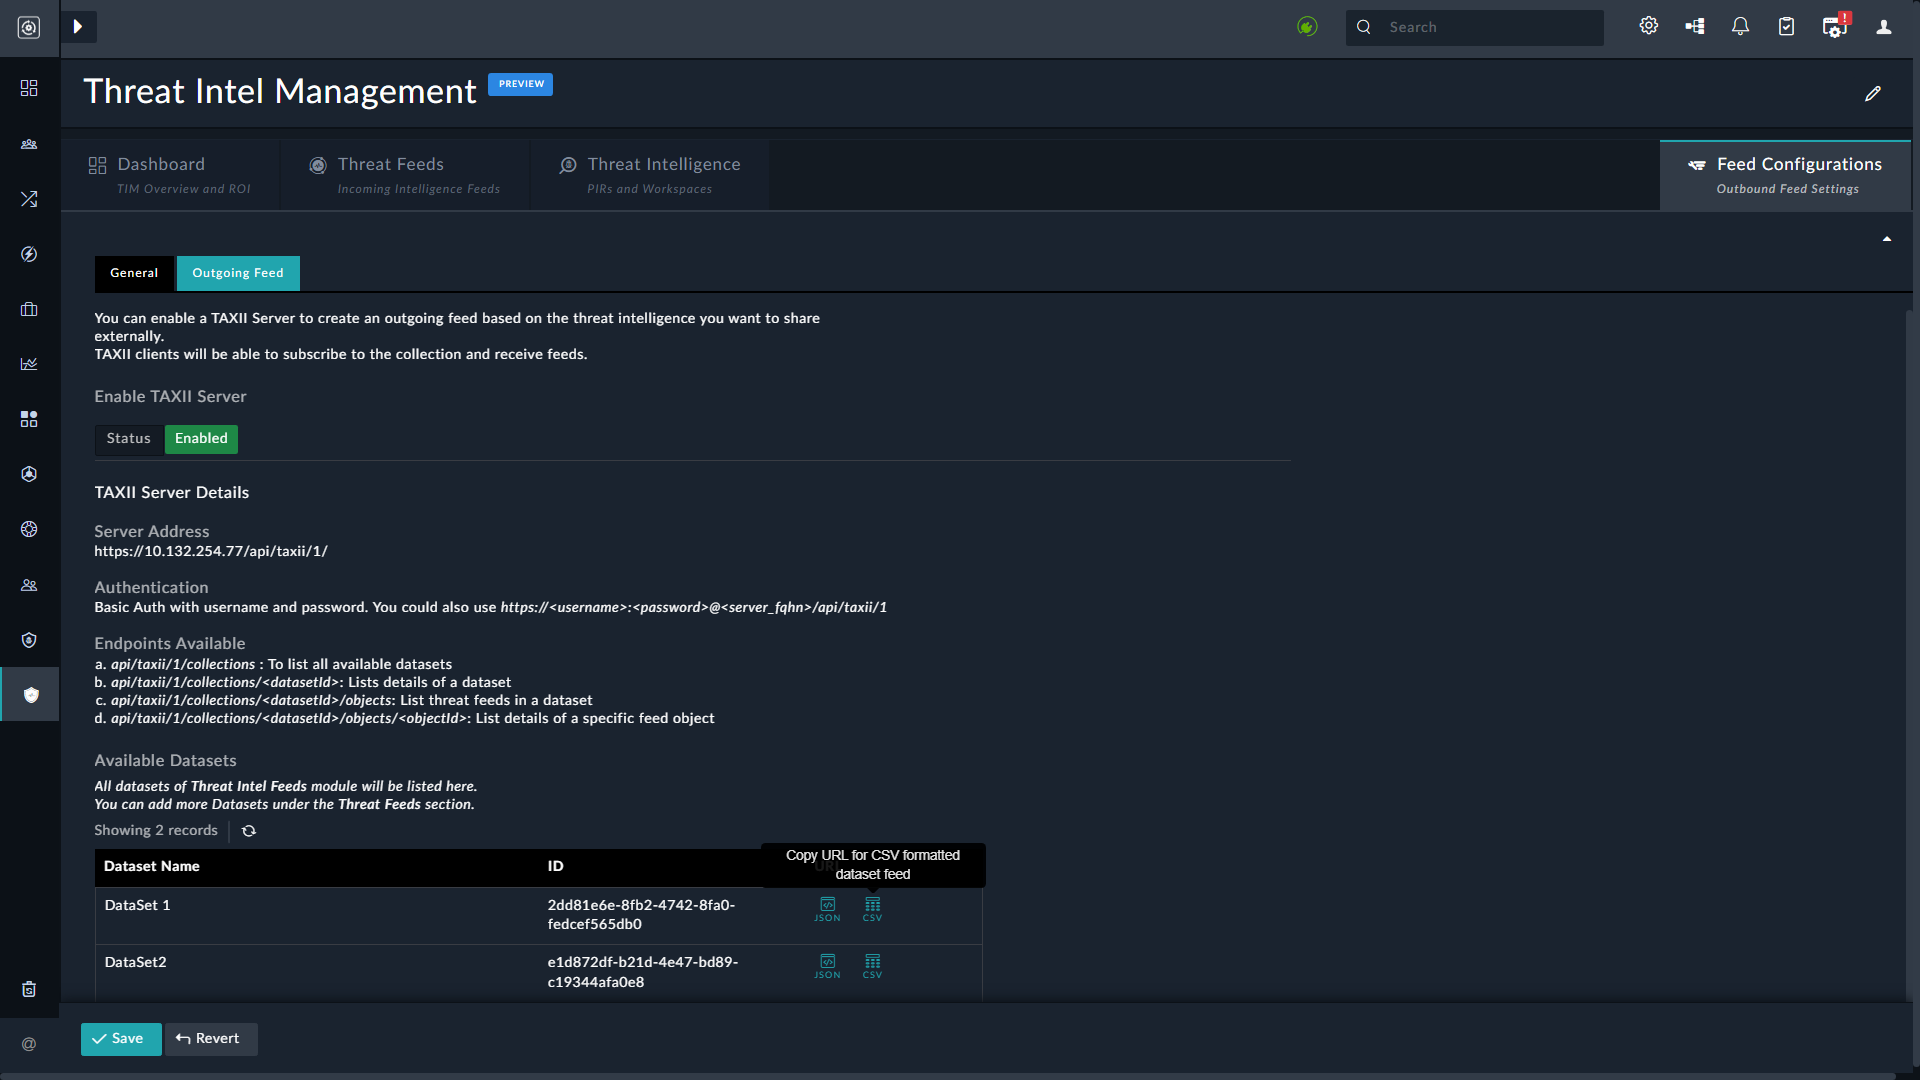 Search
!
Threat Intel Management
PREVIEW
Dashboard
TIM Overview and ROI
Threat Feeds
Incoming Intelligence Feeds
Threat Intelligence
PIRs and Workspaces
Feed Configurations
Outbound Feed Settings
General
Outgoing Feed
You can enable a TAXII Server to create an outgoing feed based on the threat intelligence you want to share
externally.
TAXII clients will be able to subscribe to the collection and receive feeds.
Enable TAXII Server
Status
Enabled
TAXII Server Details
Server Address
https://10.132.254.77/api/taxii/1/
Authentication
Basic Auth with username and password. You could also use https://<username>:<password>@<server_fqhn>/api/taxii/1
Endpoints Available
a. api/taxii/1/collections : To list all available datasets
b. api/taxii/1/collections/<datasetId>: Lists details of a dataset
c. api/taxii/1/collections/<datasetId>/objects: List threat feeds in a dataset
d. api/taxii/1/collections/<datasetId>/objects/<objectId>: List details of a specific feed object
Available Datasets
All datasets of Threat Intel Feeds module will be listed here.
You can add more Datasets under the Threat Feeds section.
Showing 2 records
Copy URL for CSV formatted
dataset feed
Dataset Name
ID
DataSet 1
2dd81e6e-8fb2-4742-8fa0-
fedcef565db0
JSON
CSV
DataSet2
e1d872df-b21d-4e47-bd89-
c19344afa0e8
JSON
CSV
Save
Revert
@